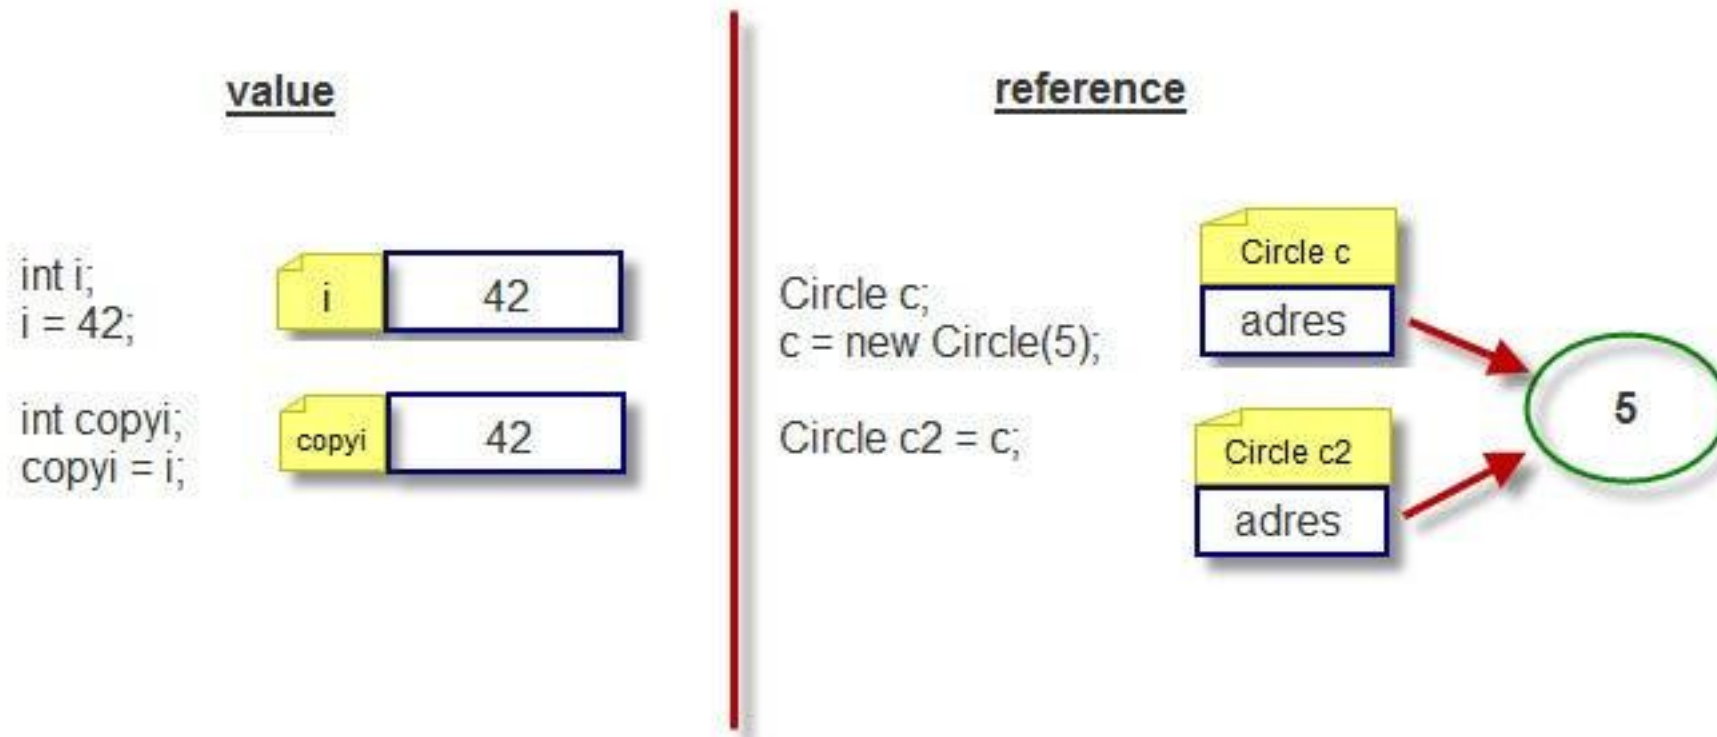 value
int i;
i = 42;
i
42
int copyi;
copyi = i;
copyi
42
reference
Circle c;
c = new Circle(5);
Circle c
adres
Circle c2 = c;
Circle c2
adres
5